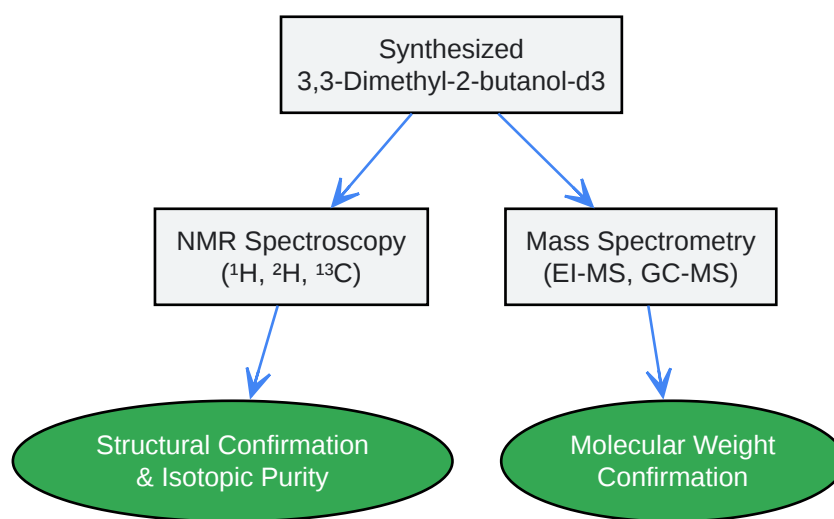 Synthesized
3,3-Dimethyl-2-butanol-d3
NMR Spectroscopy
(¹H, ²H, ¹³C)
Mass Spectrometry
(EI-MS, GC-MS)
Structural Confirmation
& Isotopic Purity
Molecular Weight
Confirmation